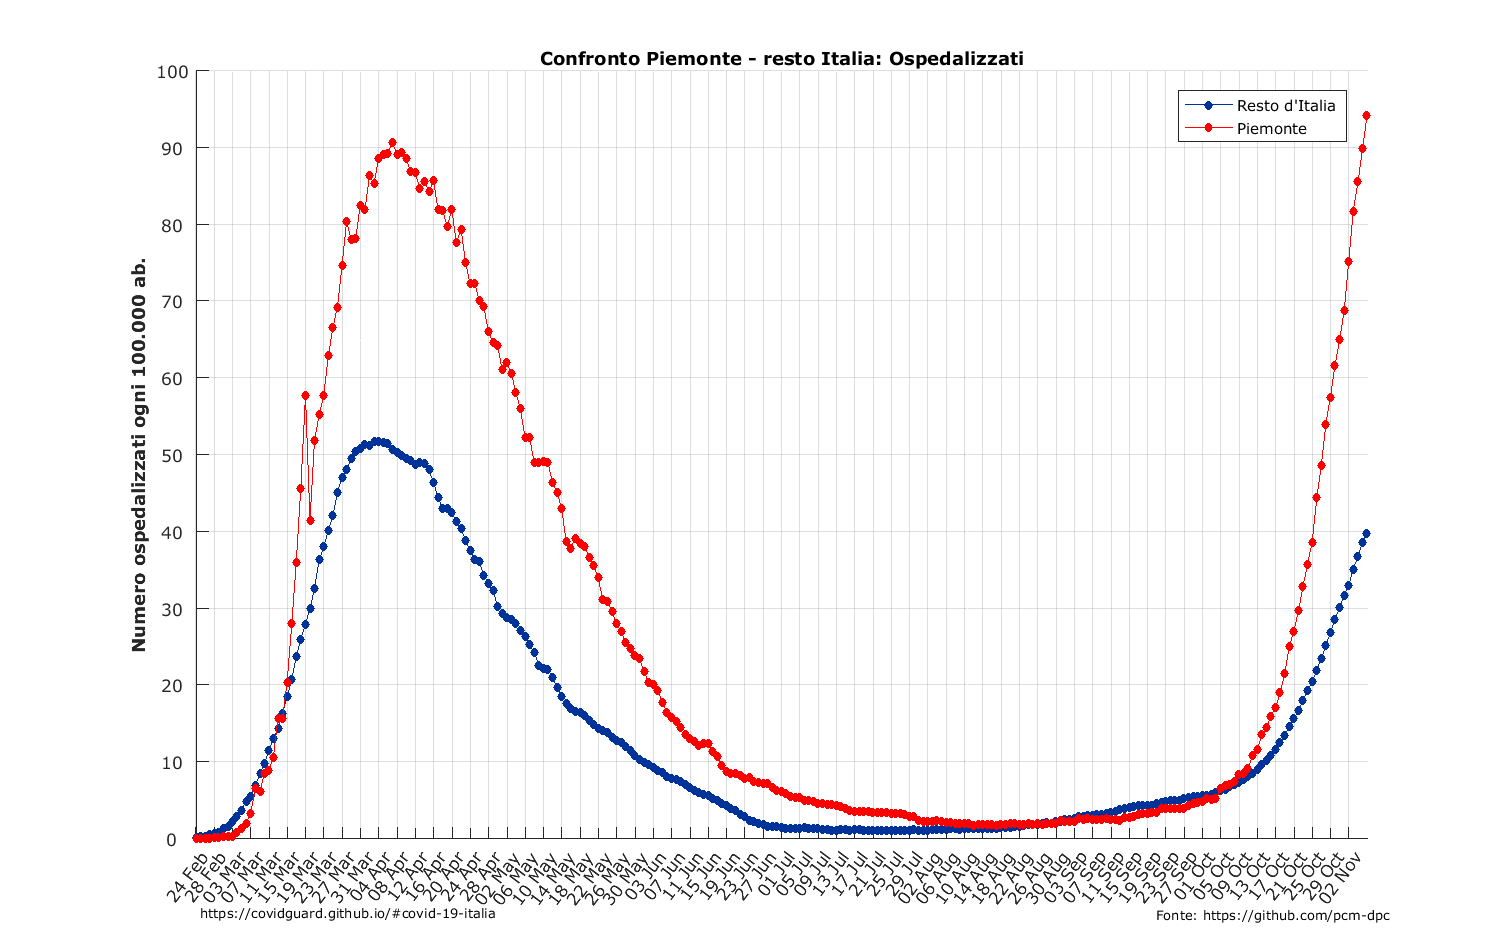 Confronto Piemonte - resto Italia: Ospedalizzati
Resto d'Italia
Piemonte
Numero ospedalizzati ogni 100.000 ab.
100
90
80
70
60
50
40
30
20
10
0
24 Feb
28 Feb
03 Mar
07 Mar
11 Mar
15 Mar
19 Mar
23 Mar
27 Mar
31 Mar
04 Apr
08 Apr
12 Apr
16 Apr
20 Apr
24 Apr
28 Apr
02 May
06 May
10 May
14 May
18 May
22 May
26 May
30 May
03 Jun
07 Jun
11 Jun
15 Jun
19 Jun
23 Jun
27 Jun
01 Jul
05 Jul
09 Jul
13 Jul
17 Jul
21 Jul
25 Jul
29 Jul
02 Aug
06 Aug
10 Aug
14 Aug
18 Aug
22 Aug
26 Aug
30 Aug
03 Sep
07 Sep
11 Sep
15 Sep
19 Sep
23 Sep
27 Sep
01 Oct
05 Oct
09 Oct
13 Oct
17 Oct
21 Oct
25 Oct
29 Oct
02 Nov
https://covidguard.github.io/#covid-19-italia
Fonte: https://github.com/pcm-dpc